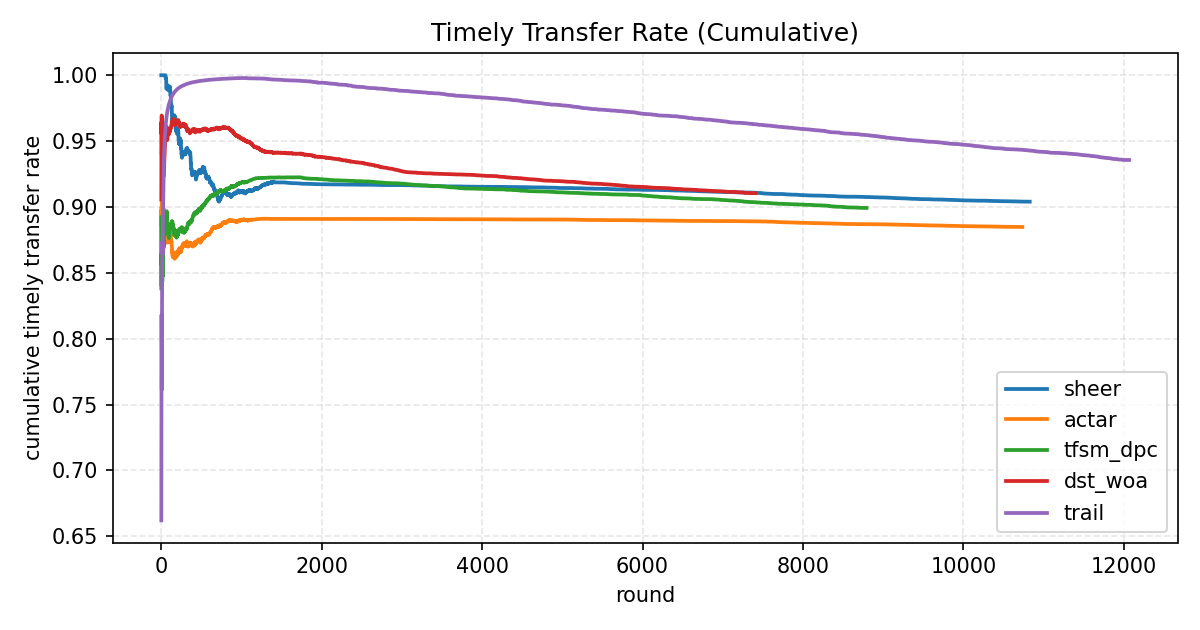 Timely Transfer Rate (Cumulative)
cumulative timely transfer rate
1.00
0.95
0.90
0.85
0.80
0.75
0.70
0.65
0
2000
4000
6000
8000
10000
12000
round
sheer
actar
tfsm_dpc
dst_woa
trail